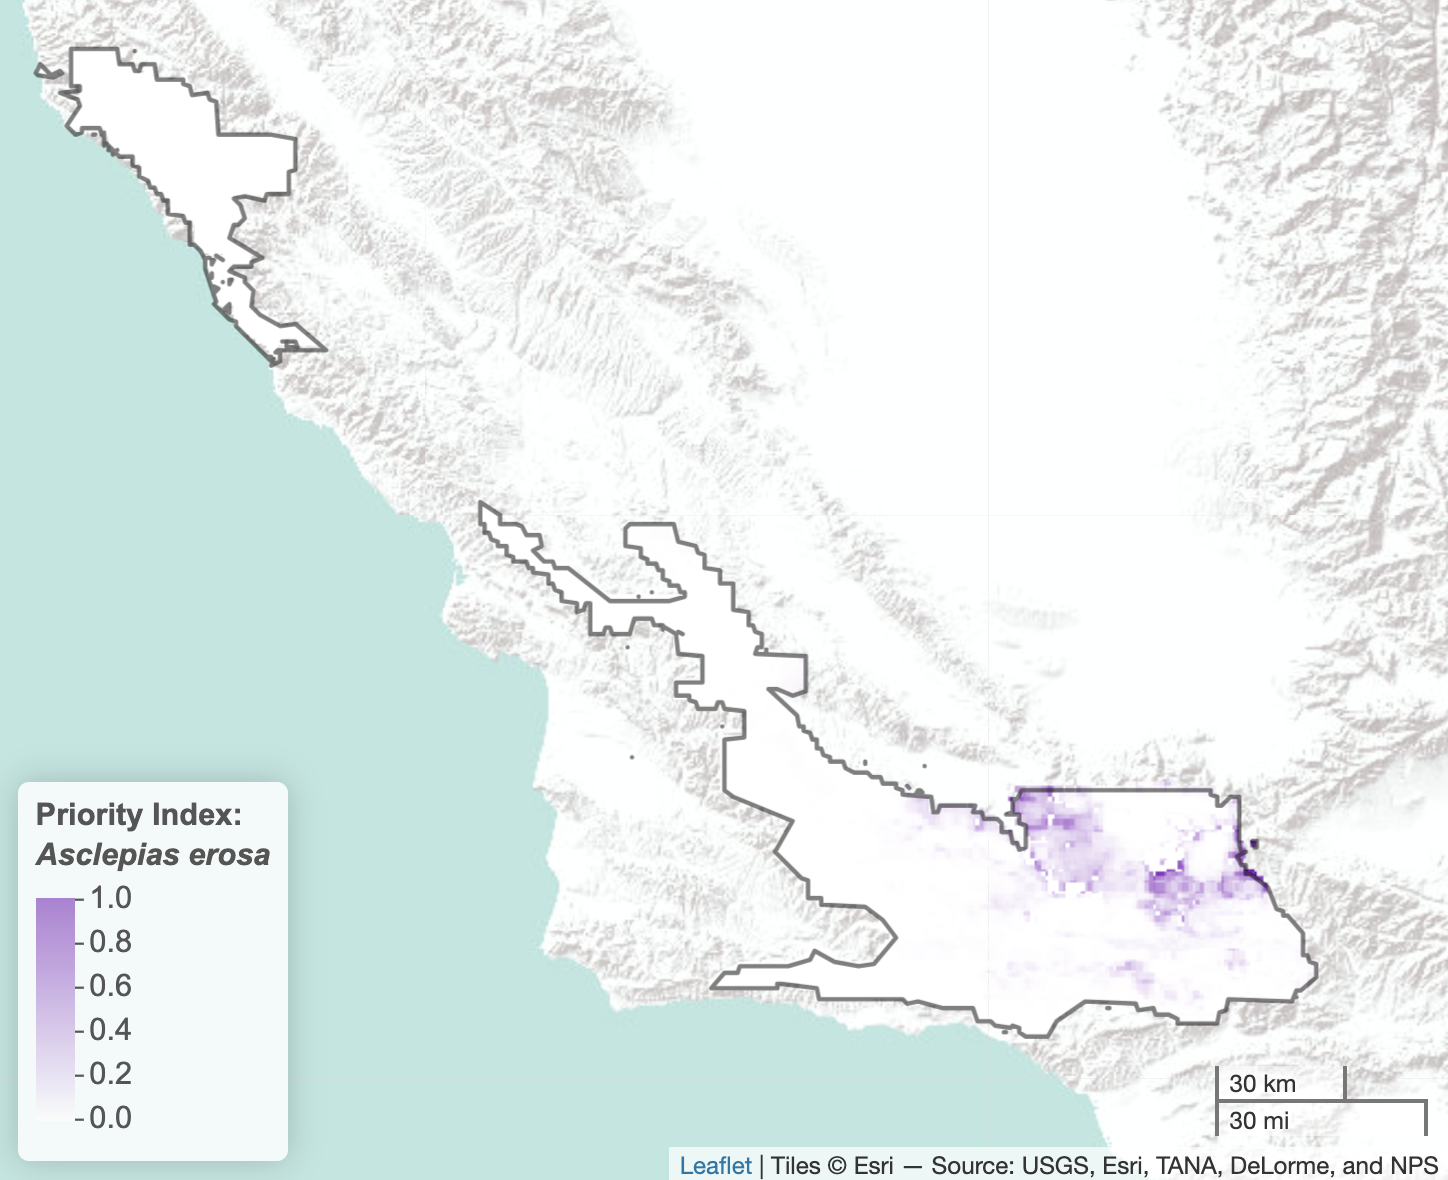 Priority Index:
Asclepias erosa
1.0
0.8
0.6
0.4
0.2
0.0
30 km
30 mi
Leaflet | Tiles © Esri — Source: USGS, Esri, TANA, DeLorme, and NPS